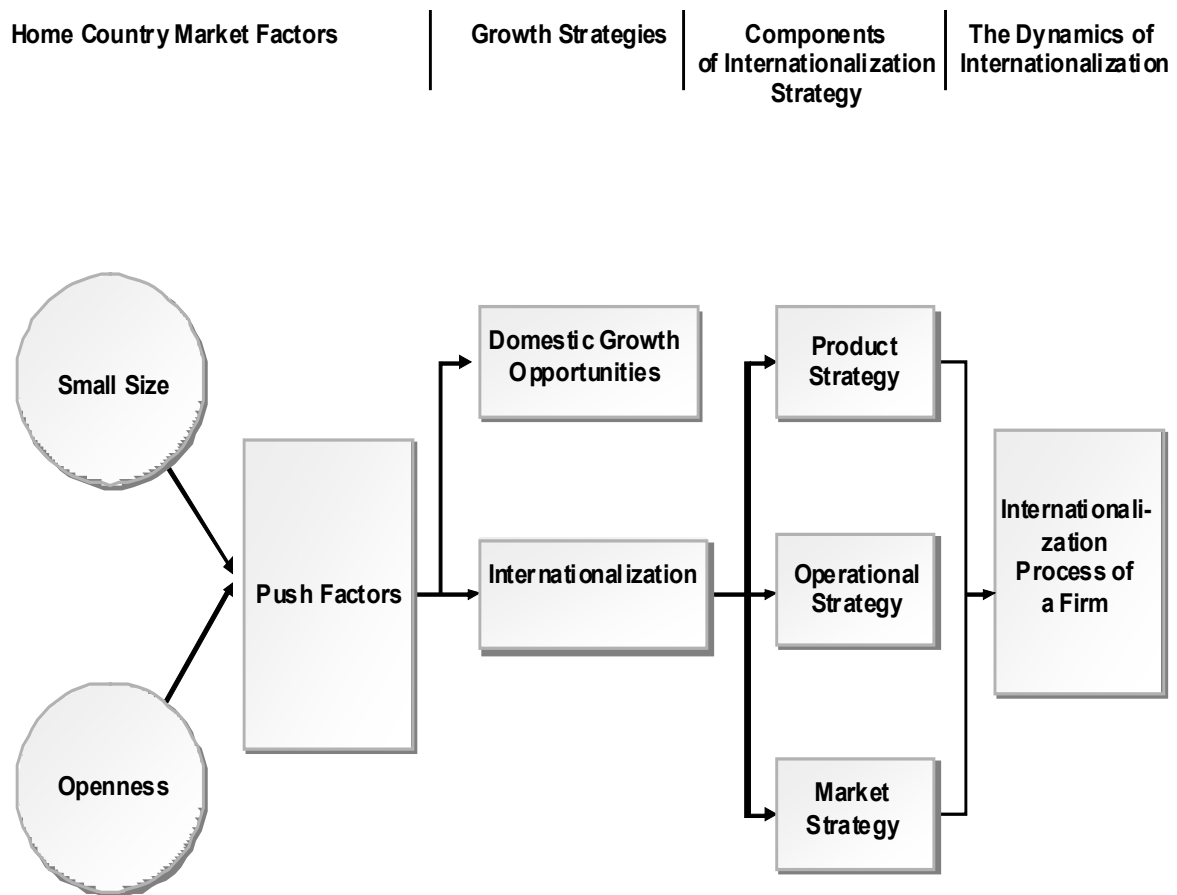 Home Country Market Factors
Growth Strategies
Components
of Internationalization
Strategy
The Dynamics of
Internationalization
Small Size
Openness
Push Factors
Domestic Growth
Opportunities
Internationalization
Product
Strategy
Operational
Strategy
Market
Strategy
Internationali-
zation
Process of
a Firm